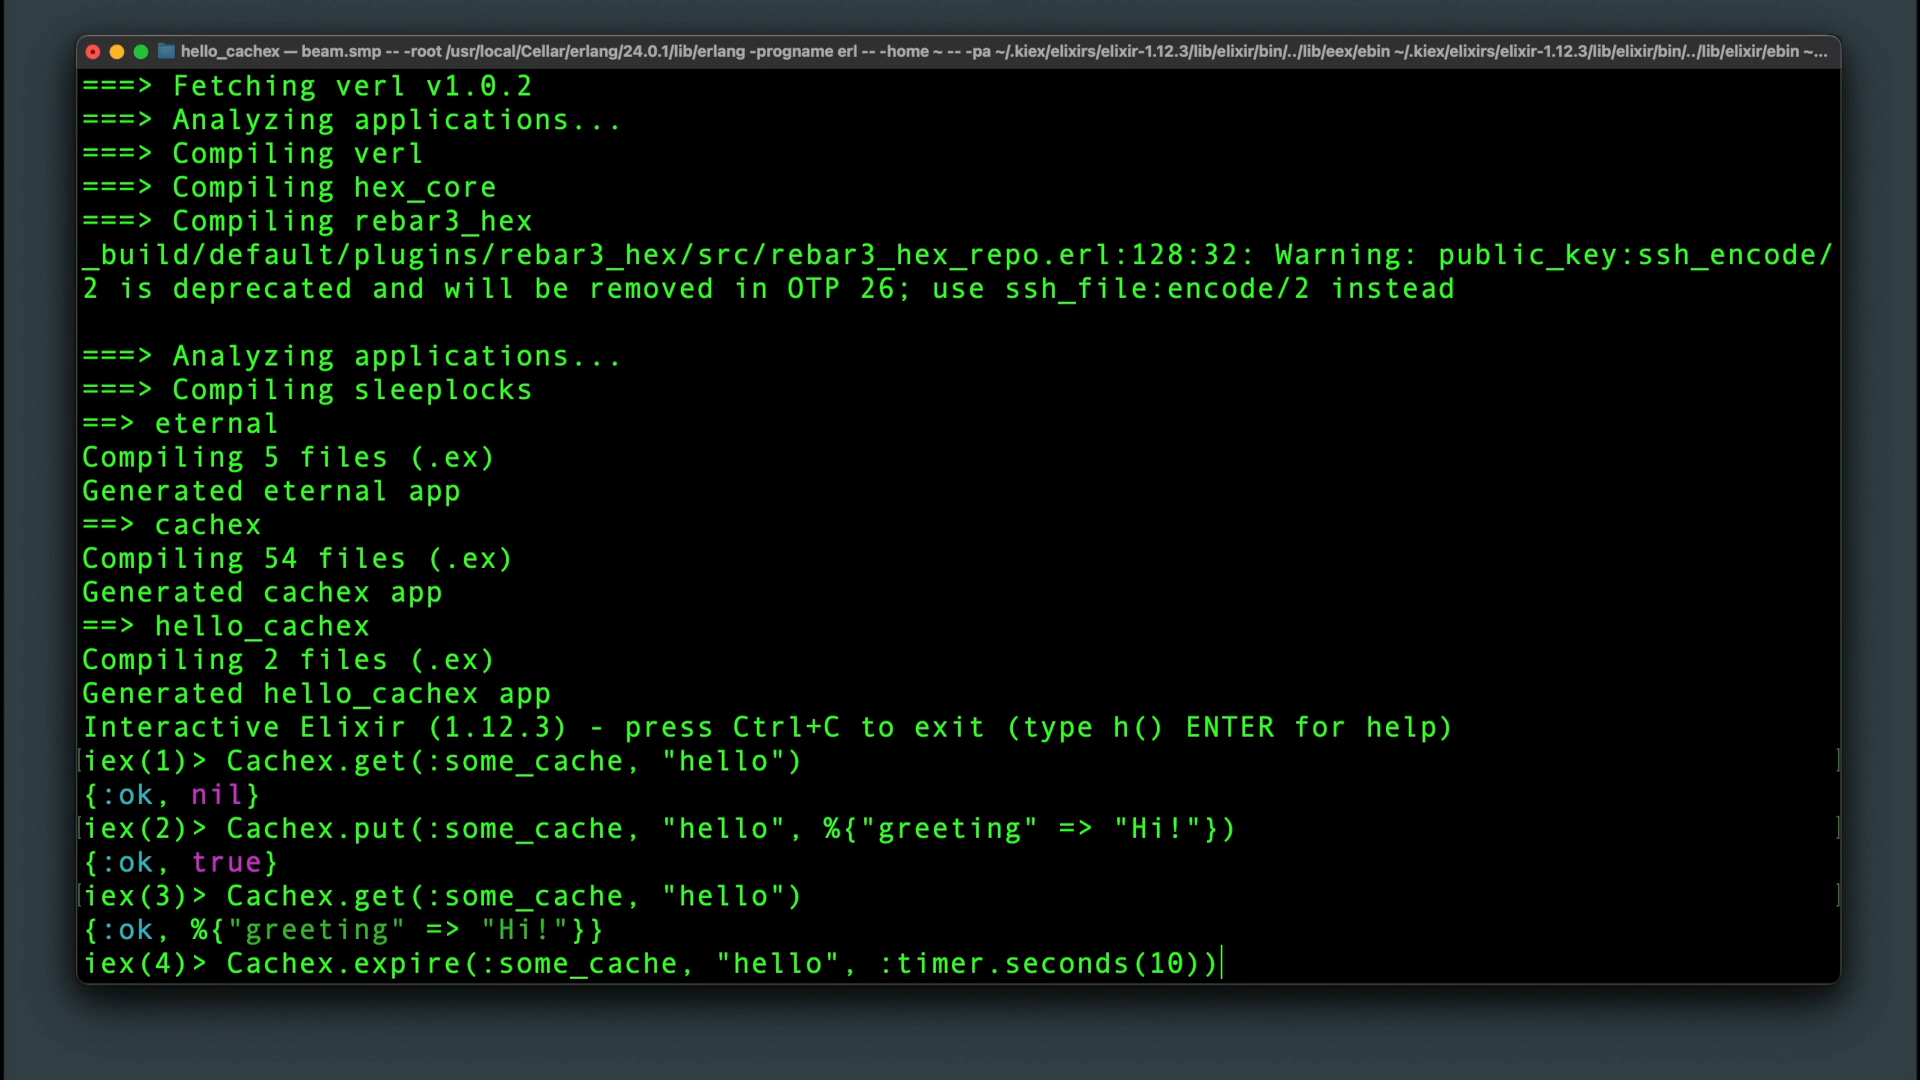 hello_cachex — beam.smp -- -root /usr/local/Cellar/erlang/24.0.1/lib/erlang -progname erl -- -home ~ -- -pa ~/.kiex/elixirs/elixir-1.12.3/lib/elixir/bin/../lib/eex/ebin ~/.kiex/elixirs/elixir-1.12.3/lib/elixir/bin/../lib/elixir/ebin ~...
===> Fetching verl v1.0.2
===> Analyzing applications...
===> Compiling verl
===> Compiling hex_core
===> Compiling rebar3_hex
_build/default/plugins/rebar3_hex/src/rebar3_hex_repo.erl:128:32: Warning: public_key:ssh_encode/
2 is deprecated and will be removed in OTP 26; use ssh_file:encode/2 instead
===> Analyzing applications...
===> Compiling sleeplocks
==> eternal
Compiling 5 files (.ex)
Generated eternal app
==> cachex
Compiling 54 files (.ex)
Generated cachex app
==> hello_cachex
Compiling 2 files (.ex)
Generated hello_cachex app
Interactive Elixir (1.12.3) - press Ctrl+C to exit (type h() ENTER for help)
[iex(1)> Cachex.get(:some_cache, "hello") ]
{:ok, nil}
[iex(2)> Cachex.put(:some_cache, "hello", %{"greeting" => "Hi!"}) ]
{:ok, true}
[iex(3)> Cachex.get(:some_cache, "hello") ]
{:ok, %{"greeting" => "Hi!"}}
iex(4)> Cachex.expire(:some_cache, "hello", :timer.seconds(10))